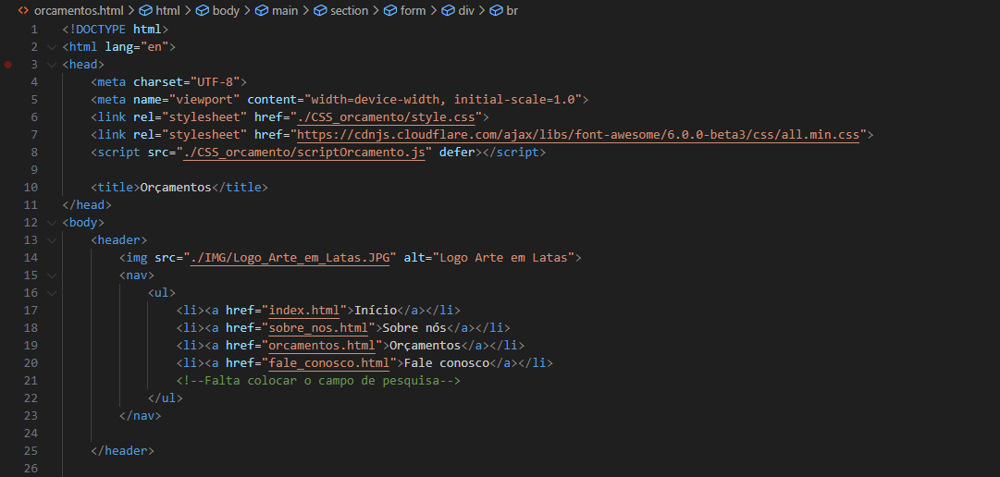 orcamentos.html > html > body > main > section > form > div > br
1 <!DOCTYPE html>
2 <html lang="en">
3 <head>
4 <meta charset="UTF-8">
5 <meta name="viewport" content="width=device-width, initial-scale=1.0">
6 <link rel="stylesheet" href="./CSS_orcamento/style.css">
7 <link rel="stylesheet" href="https://cdnjs.cloudflare.com/ajax/libs/font-awesome/6.0.0-beta3/css/all.min.css">
8 <script src="./CSS_orcamento/scriptOrcamento.js" defer></script>
9
10 <title>Orçamentos</title>
11 </head>
12 <body>
13 <header>
14 <img src="./IMG/Logo_Arte_em_Latas.JPG" alt="Logo Arte em Latas">
15 <nav>
16 <ul>
17 <li><a href="index.html">Início</a></li>
18 <li><a href="sobre_nos.html">Sobre nós</a></li>
19 <li><a href="orcamentos.html">Orçamentos</a></li>
20 <li><a href="fale_conosco.html">Fale conosco</a></li>
21 <!--Falta colocar o campo de pesquisa-->
22 </ul>
23 </nav>
24
25 </header>
26